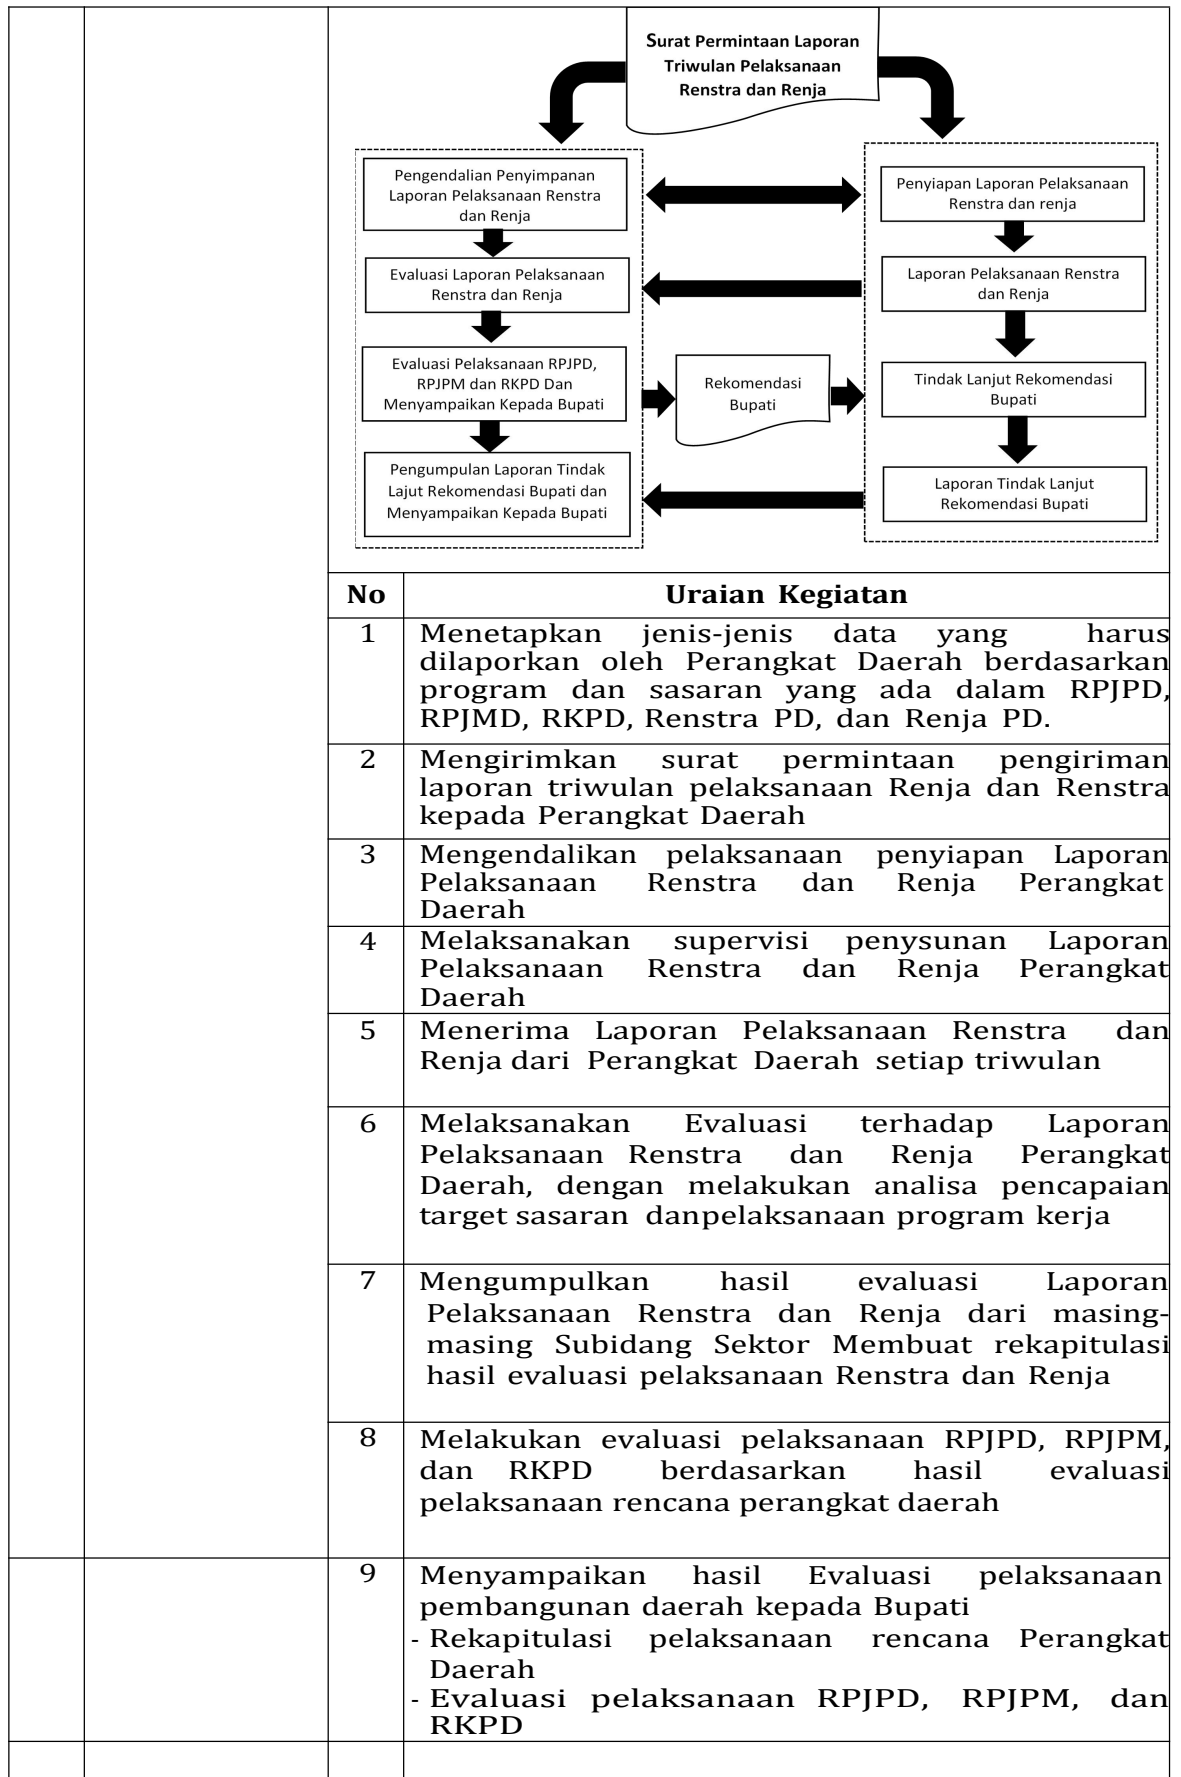 Surat Permintaan Laporan
Triwulan Pelaksanaan
Renstra dan Renja
Pengendalian Penyimpanan
Laporan Pelaksanaan Renstra
dan Renja
Penyiapan Laporan Pelaksanaan
Renstra dan renja
Evaluasi Laporan Pelaksanaan
Renstra dan Renja
Laporan Pelaksanaan Renstra
dan Renja
Evaluasi Pelaksanaan RPJPD,
RPJPM dan RKPD Dan
Menyampaikan Kepada Bupati
Rekomendasi
Bupati
Tindak Lanjut Rekomendasi
Bupati
Pengumpulan Laporan Tindak
Lajut Rekomendasi Bupati dan
Menyampaikan Kepada Bupati
Laporan Tindak Lanjut
Rekomendasi Bupati
No Uraian Kegiatan
1 Menetapkan jenis-jenis data yang harus
dilaporkan oleh Perangkat Daerah berdasarkan
program dan sasaran yang ada dalam RPJPD,
RPJMD, RKPD, Renstra PD, dan Renja PD.
2 Mengirimkan surat permintaan pengiriman
laporan triwulan pelaksanaan Renja dan Renstra
kepada Perangkat Daerah
3 Mengendalikan pelaksanaan penyiapan Laporan
Pelaksanaan Renstra dan Renja Perangkat
Daerah
4 Melaksanakan supervisi penysunan Laporan
Pelaksanaan Renstra dan Renja Perangkat
Daerah
5 Menerima Laporan Pelaksanaan Renstra dan
Renja dari Perangkat Daerah setiap triwulan
6 Melaksanakan Evaluasi terhadap Laporan
Pelaksanaan Renstra dan Renja Perangkat
Daerah, dengan melakukan analisa pencapaian
target sasaran danpelaksanaan program kerja
7 Mengumpulkan hasil evaluasi Laporan
Pelaksanaan Renstra dan Renja dari masing-
masing Subidang Sektor Membuat rekapitulasi
hasil evaluasi pelaksanaan Renstra dan Renja
8 Melakukan evaluasi pelaksanaan RPJPD, RPJPM,
dan RKPD berdasarkan hasil evaluasi
pelaksanaan rencana perangkat daerah
9 Menyampaikan hasil Evaluasi pelaksanaan
pembangunan daerah kepada Bupati
- Rekapitulasi pelaksanaan rencana Perangkat
Daerah
- Evaluasi pelaksanaan RPJPD, RPJPM, dan
RKPD